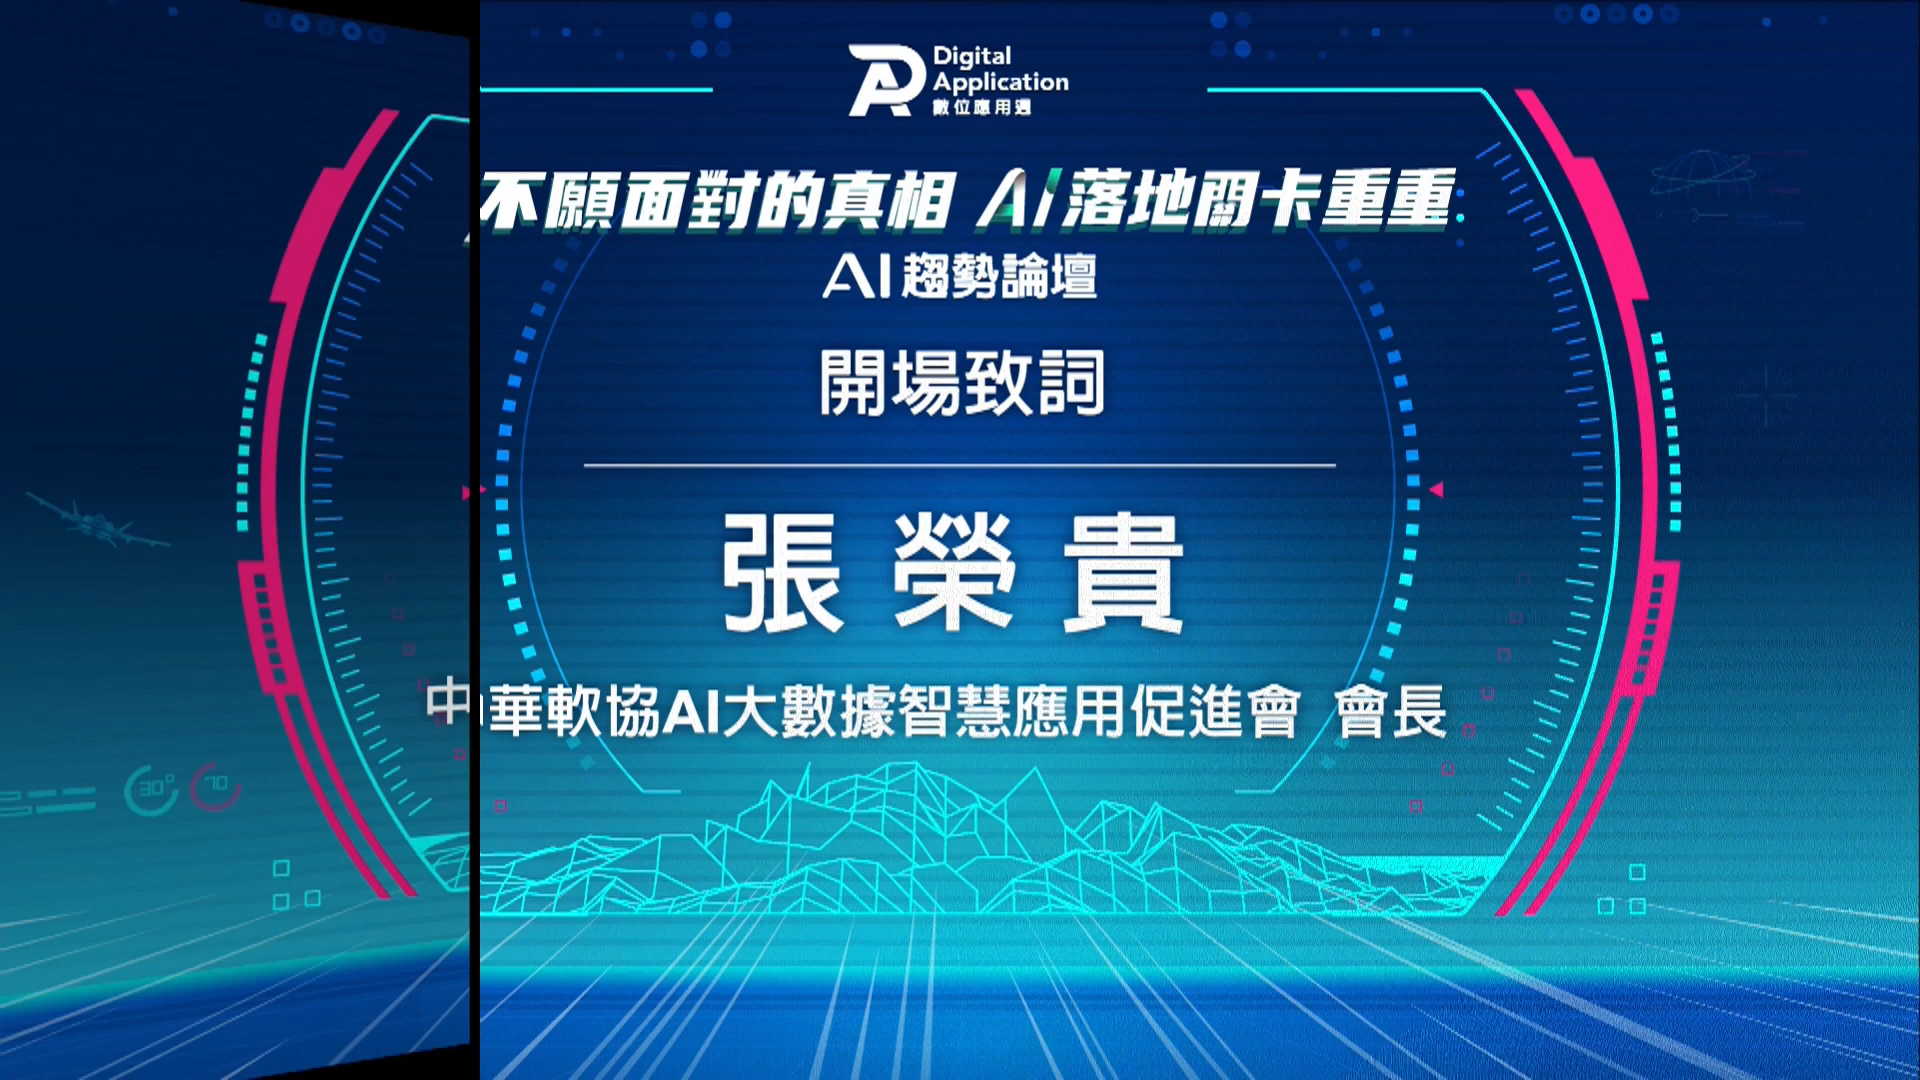 Digital
Application
數位應用週
不願面對的真相 AI落地關卡重重
AI趨勢論壇
開場致詞
張榮貴
中華軟協AI大數據智慧應用促進會 會長
30°
70